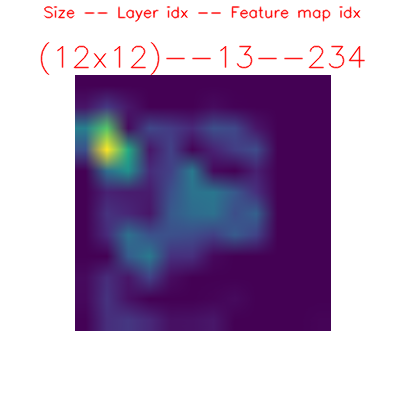 Size -- Layer idx -- Feature map idx
(12x12)--13--234